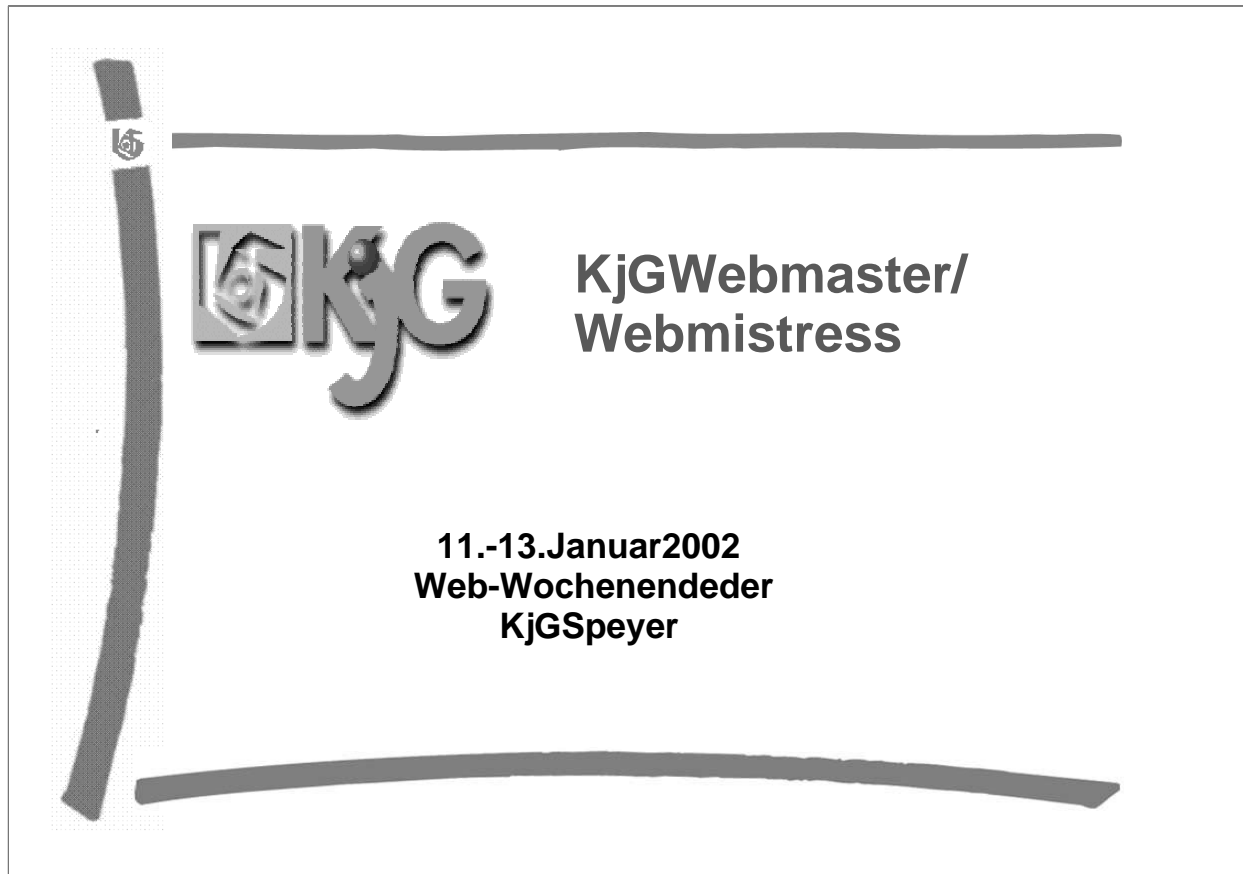 KjG
KjGWebmaster/
Webmistress
11.-13.Januar2002
Web-Wochenendeder
KjGSpeyer